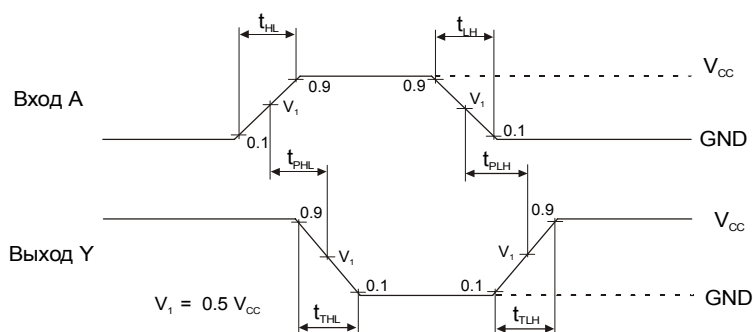 tHL tLH
0.9 0.9 VCC
Вход A V1 V1
0.1 0.1 GND
tPHL tPLH
0.9 0.9 VCC
Выход Y V1 V1
0.1 0.1 GND
V1 = 0.5 VCC
tTHL tTLH